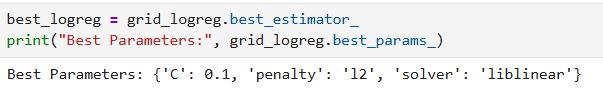 best_logreg = grid_logreg.best_estimator_
print("Best Parameters:", grid_logreg.best_params_)
Best Parameters: {'C': 0.1, 'penalty': 'l2', 'solver': 'liblinear'}